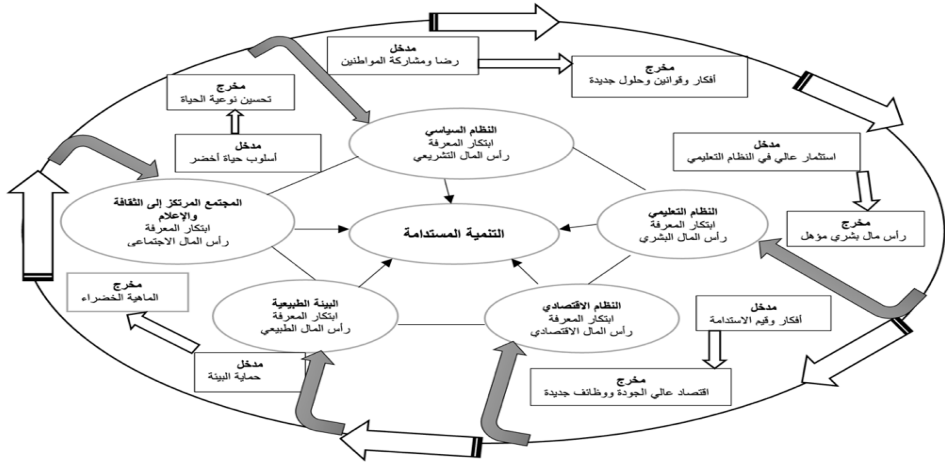 مدخل
رضا ومشاركة المواطنين
مخرج
أفكار وقوانين وحلول جديدة
مخرج
تحسين نوعية الحياة
مدخل
أسلوب حياة أخضر
النظام السياسي
ابتكار المعرفة
رأس المال التشريعي
مدخل
استثمار عالي في النظام التعليمي
مخرج
رأس مال بشري مؤهل
المجتمع المرتكز إلى الثقافة
والإعلام
ابتكار المعرفة
رأس المال الاجتماعى
التنمية المستدامة
النظام التعليمي
ابتكار المعرفة
رأس المال البشري
مخرج
الماهية الخضراء
البيئة الطبيعية
ابتكار المعرفة
رأس المال الطبيعي
النظام الاقتصادي
ابتكار المعرفة
رأس المال الاقتصادي
مدخل
أفكار وقيم الاستدامة
مدخل
حماية البيئة
مخرج
اقتصاد عالي الجودة ووظائف جديدة